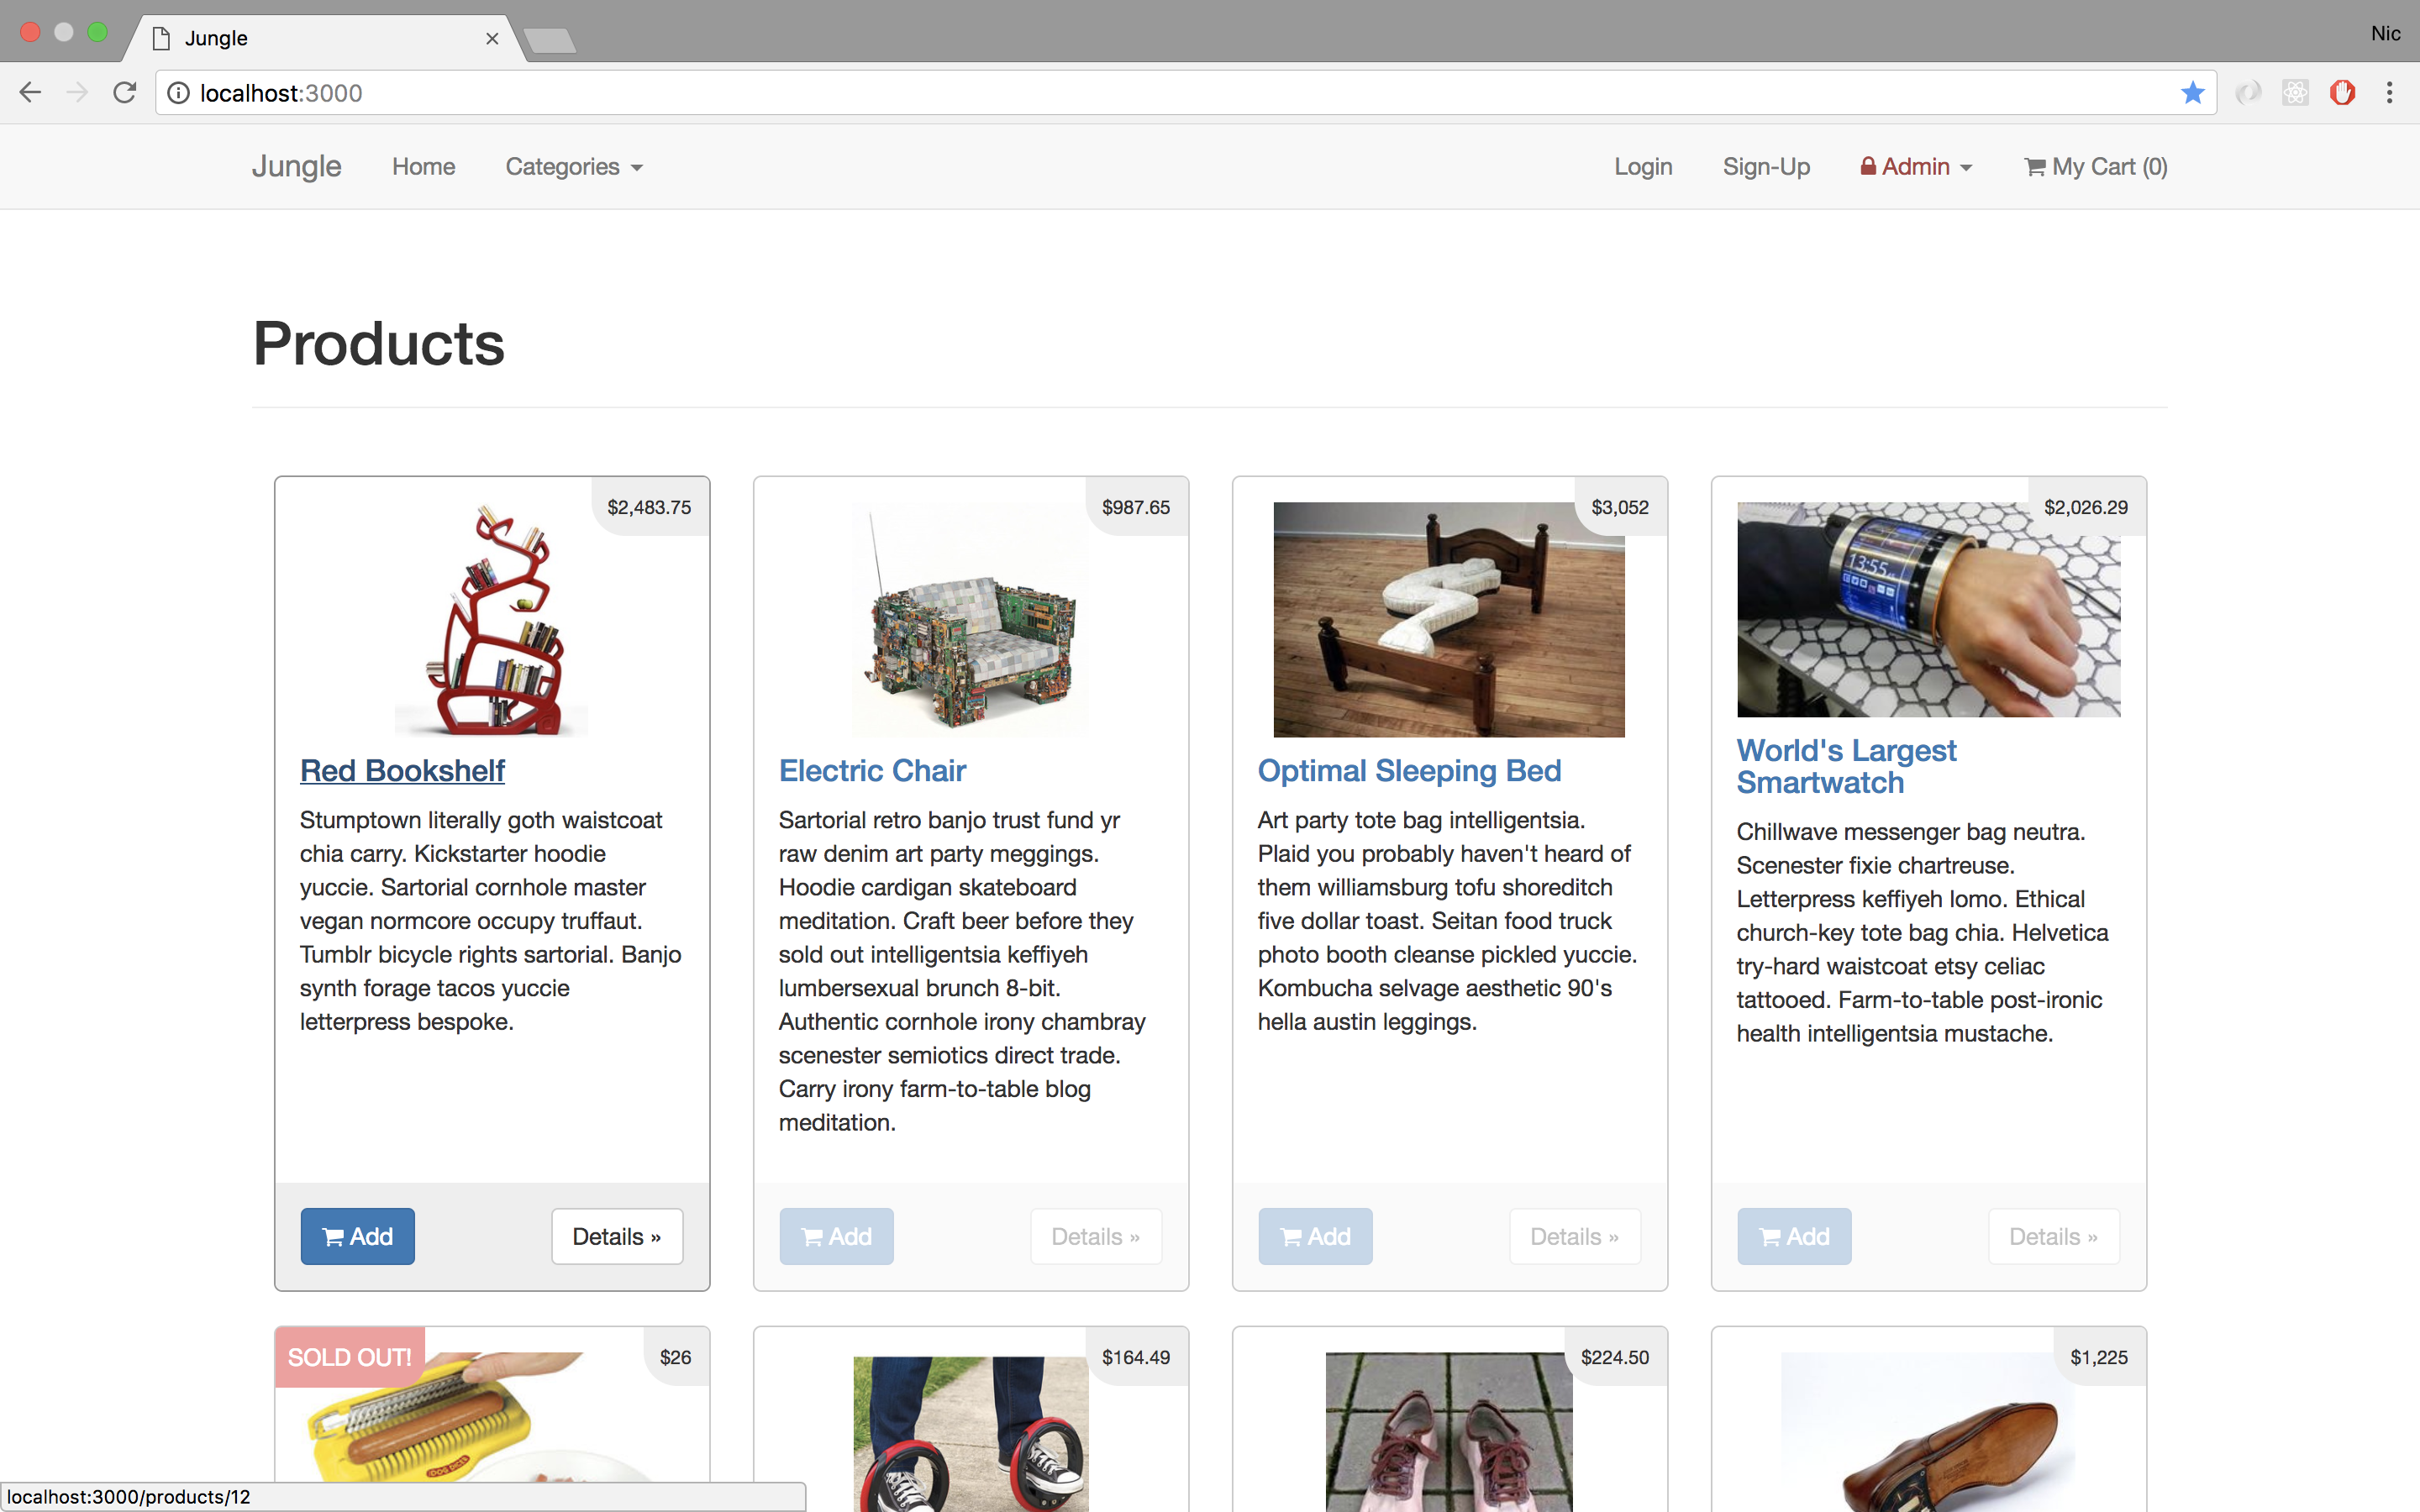 Jungle
Nic
localhost:3000
Jungle Home Categories Login Sign-Up Admin My Cart (0)
Products
$2,483.75
Red Bookshelf
Stumptown literally goth waistcoat
chia carry. Kickstarter hoodie
yuccie. Sartorial cornhole master
vegan normcore occupy truffaut.
Tumblr bicycle rights sartorial. Banjo
synth forage tacos yuccie
letterpress bespoke.
Add Details »
$987.65
Electric Chair
Sartorial retro banjo trust fund yr
raw denim art party meggings.
Hoodie cardigan skateboard
meditation. Craft beer before they
sold out intelligentsia keffiyeh
lumbersexual brunch 8-bit.
Authentic cornhole irony chambray
scenester semiotics direct trade.
Carry irony farm-to-table blog
meditation.
Add Details »
$3,052
Optimal Sleeping Bed
Art party tote bag intelligentsia.
Plaid you probably haven't heard of
them williamsburg tofu shoreditch
five dollar toast. Seitan food truck
photo booth cleanse pickled yuccie.
Kombucha selvage aesthetic 90's
hella austin leggings.
Add Details »
$2,026.29
13:55
World's Largest
Smartwatch
Chillwave messenger bag neutra.
Scenester fixie chartreuse.
Letterpress keffiyeh lomo. Ethical
church-key tote bag chia. Helvetica
try-hard waistcoat etsy celiac
tattooed. Farm-to-table post-ironic
health intelligentsia mustache.
Add Details »
SOLD OUT! $26
$164.49
$224.50
$1,225
localhost:3000/products/12